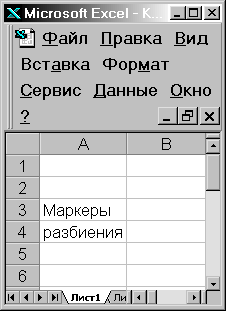 Microsoft Excel - К...
Файл Правка Вид
Вставка Формат
Сервис Данные Окно
?
A B
1
2
3 Маркеры
4 разбиения
5
6
Лист1 Ли